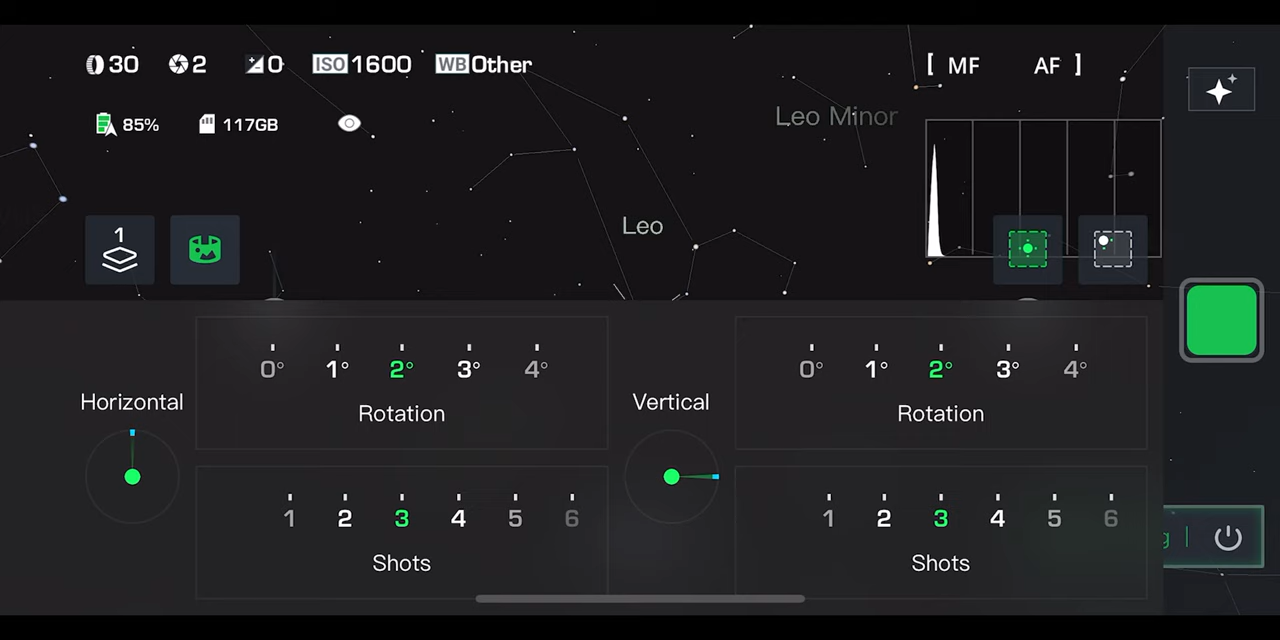 30 2 0 ISO 1600 WB Other [ MF AF ]
85% 117GB
Leo Minor
1
Leo
Horizontal
0° 1° 2° 3° 4°
Rotation
1 2 3 4 5 6
Shots
Vertical
0° 1° 2° 3° 4°
Rotation
1 2 3 4 5 6
Shots
g |